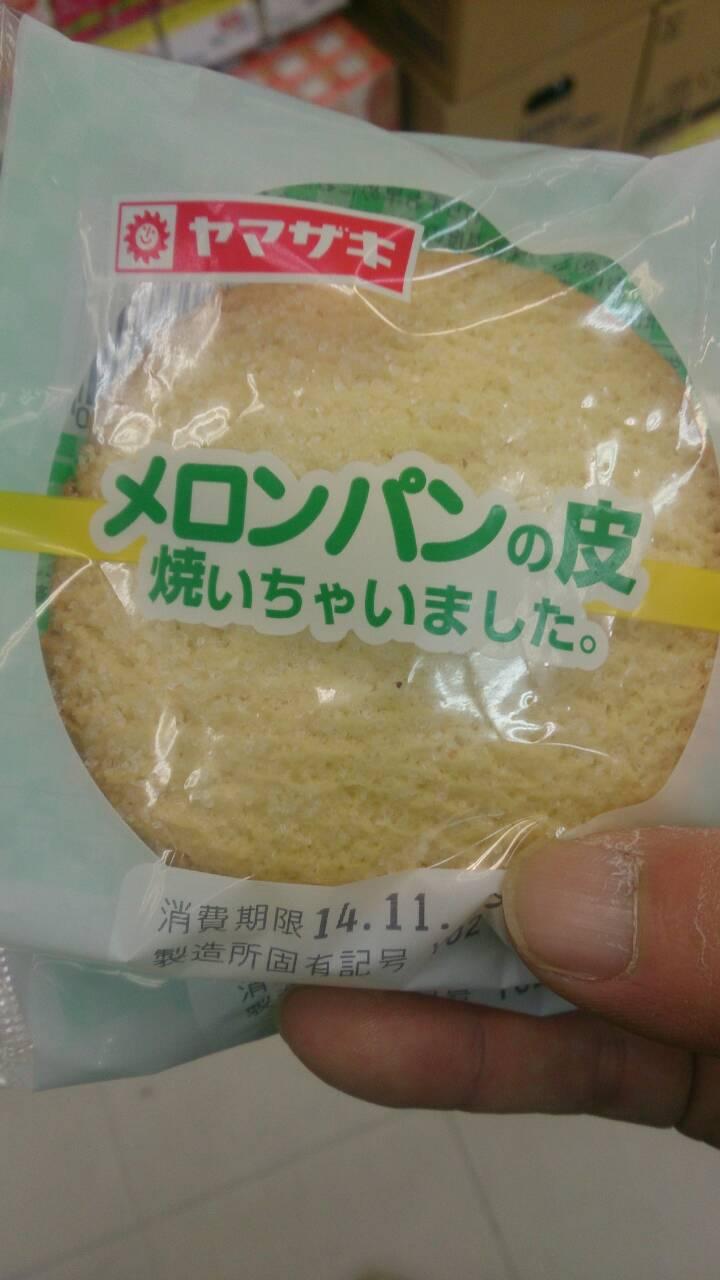 ヤマザキ
メロンパンの皮
焼いちゃいました。
消費期限 14.11.
製造所固有記号